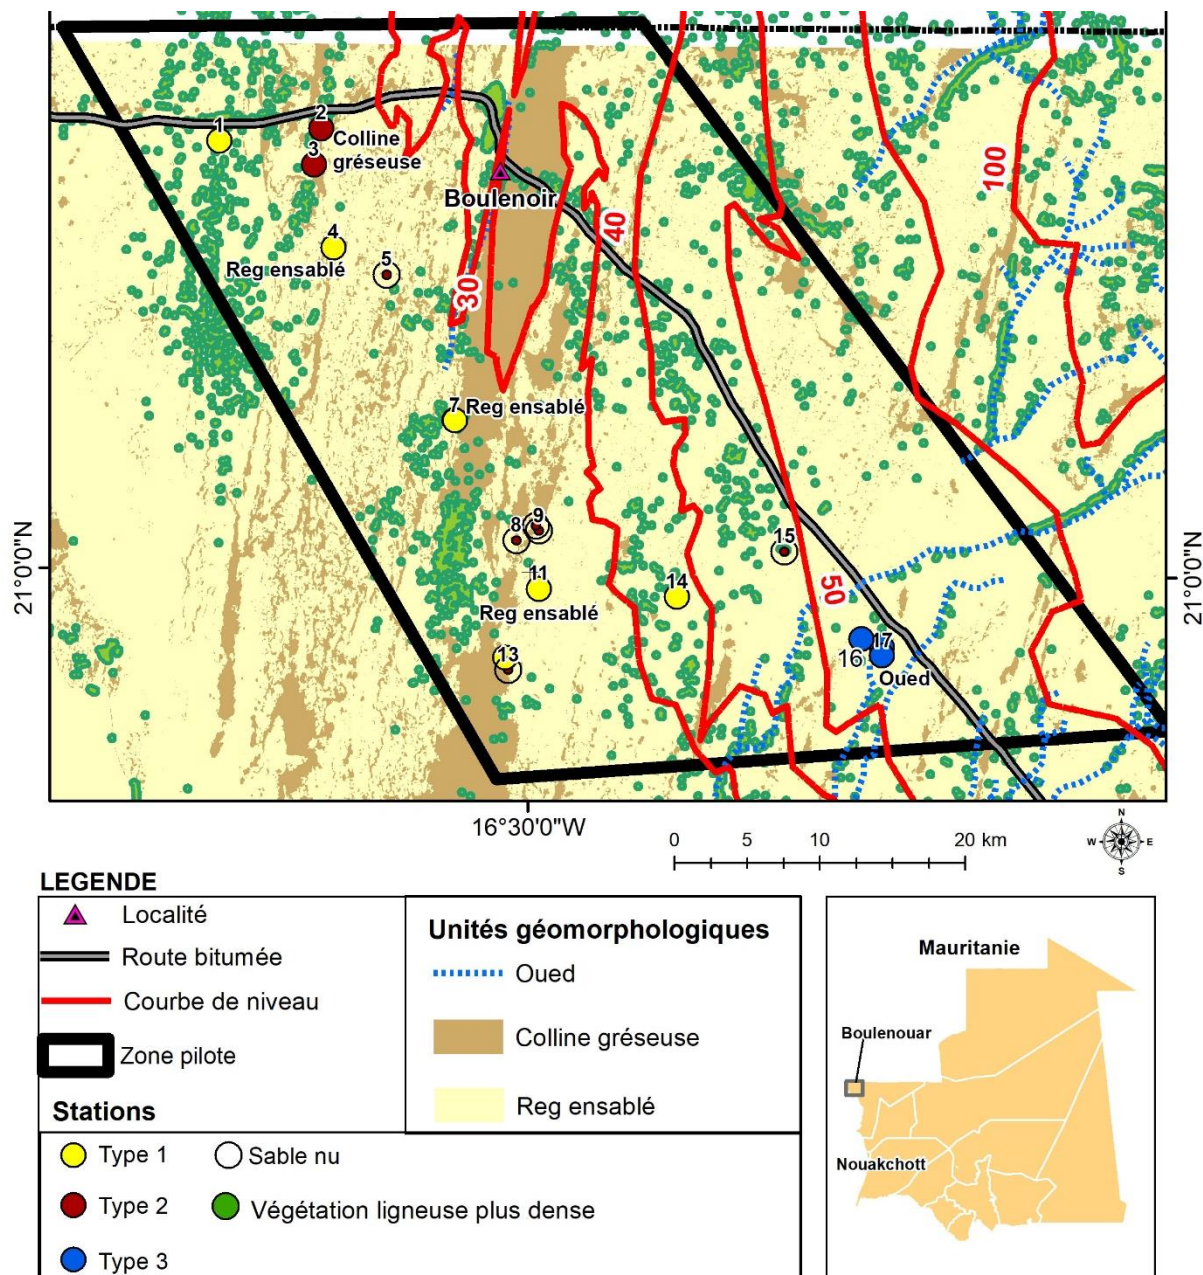 1
2
Colline
gréseuse
3
Boulenoir
4
Reg ensablé
5
30
40
100
7 Reg ensablé
8
9
11
Reg ensablé
13
14
15
50
16
17
Oued
21°0'0"N
21°0'0"N
16°30'0"W
0 5 10 20 km
N
W E
S
LEGENDE
Localité
Route bitumée
Courbe de niveau
Zone pilote
Stations
Type 1
Sable nu
Type 2
Végétation ligneuse plus dense
Type 3
Unités géomorphologiques
Oued
Colline gréseuse
Reg ensablé
Mauritanie
Boulenouar
Nouakchott